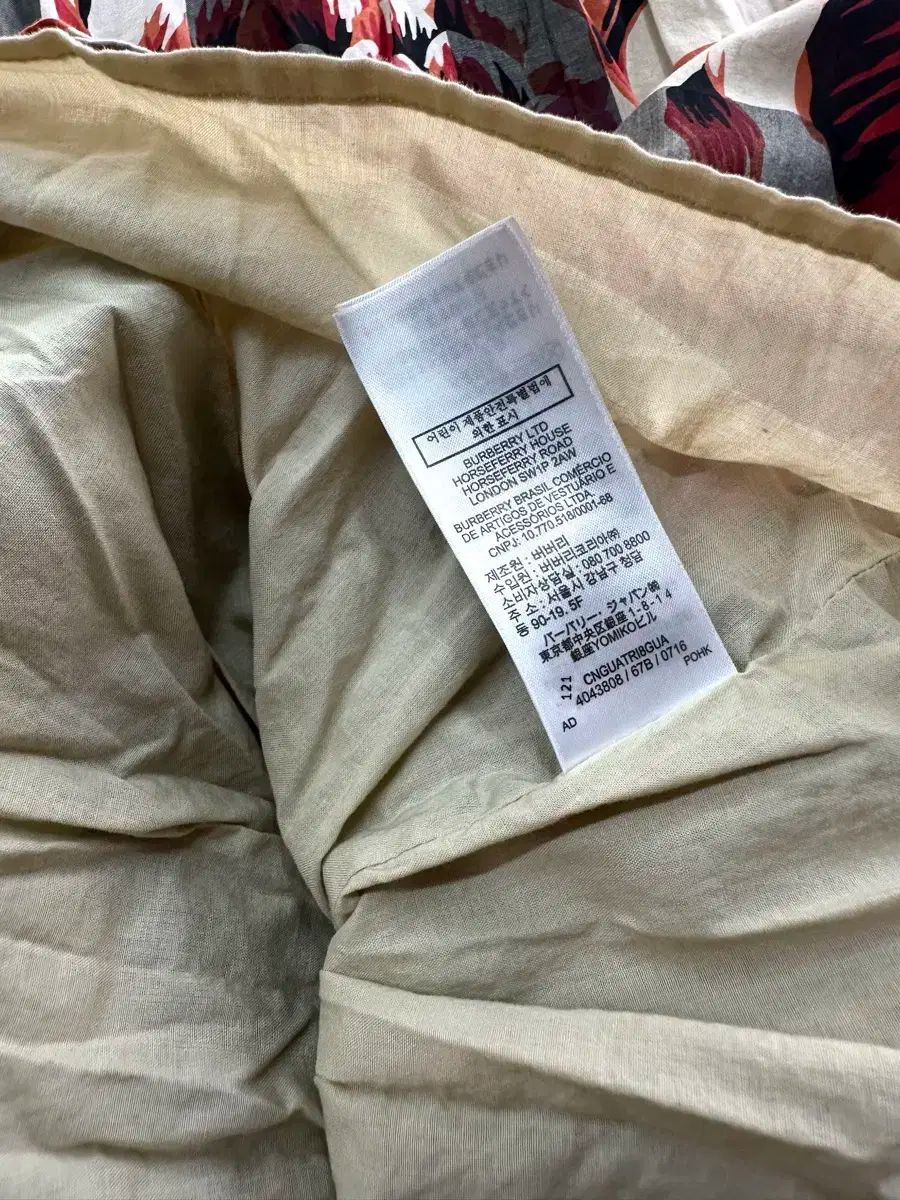 어린이 제품안전특별법에
의한 표시
BURBERRY LTD
HORSEFERRY HOUSE
HORSEFERRY ROAD
LONDON SW1P 2AW
BURBERRY BRASIL COMÉRCIO
DE ARTIGOS DE VESTUÁRIO E
ACESSÓRIOS LTDA.
CNPJ: 10.770.518/0001-68
제조원 : 버버리
수입원 : 버버리코리아㈜
소비자상담실 : 080 700 8800
주 소 : 서울시 강남구 청담
동 90-19. 5F
バーバリー・ジャパン㈱
東京都中央区銀座1-8-14
銀座YOMIKOビル
121
CNGUATRI8GUA
4043808 / 67B / 0716
AD
POHK